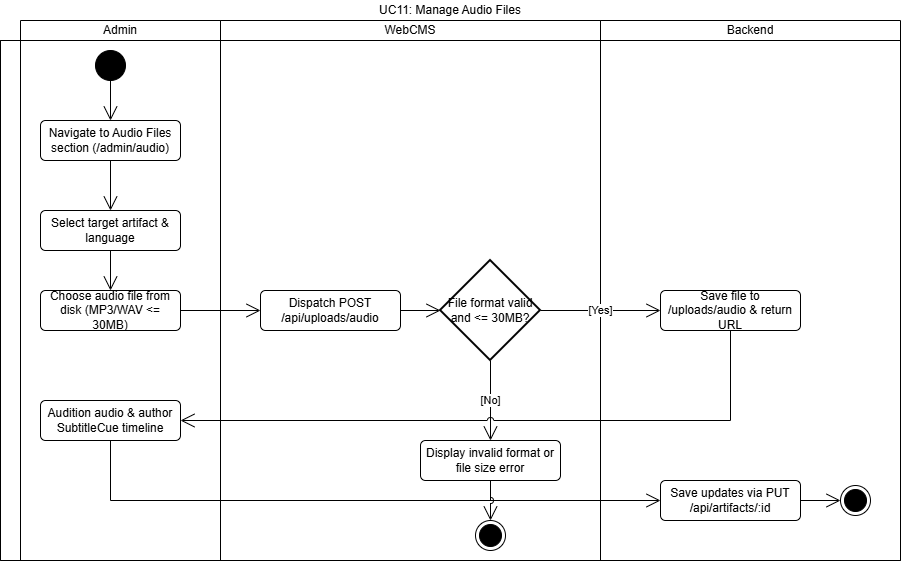 UC11: Manage Audio Files
Admin
WebCMS
Backend
Navigate to Audio Files
section (/admin/audio)
Select target artifact &
language
Choose audio file from
disk (MP3/WAV <=
30MB)
Dispatch POST
/api/uploads/audio
File format valid
and <= 30MB?
[Yes]
Save file to
/uploads/audio & return
URL
[No]
Audition audio & author
SubtitleCue timeline
Display invalid format or
file size error
Save updates via PUT
/api/artifacts/:id